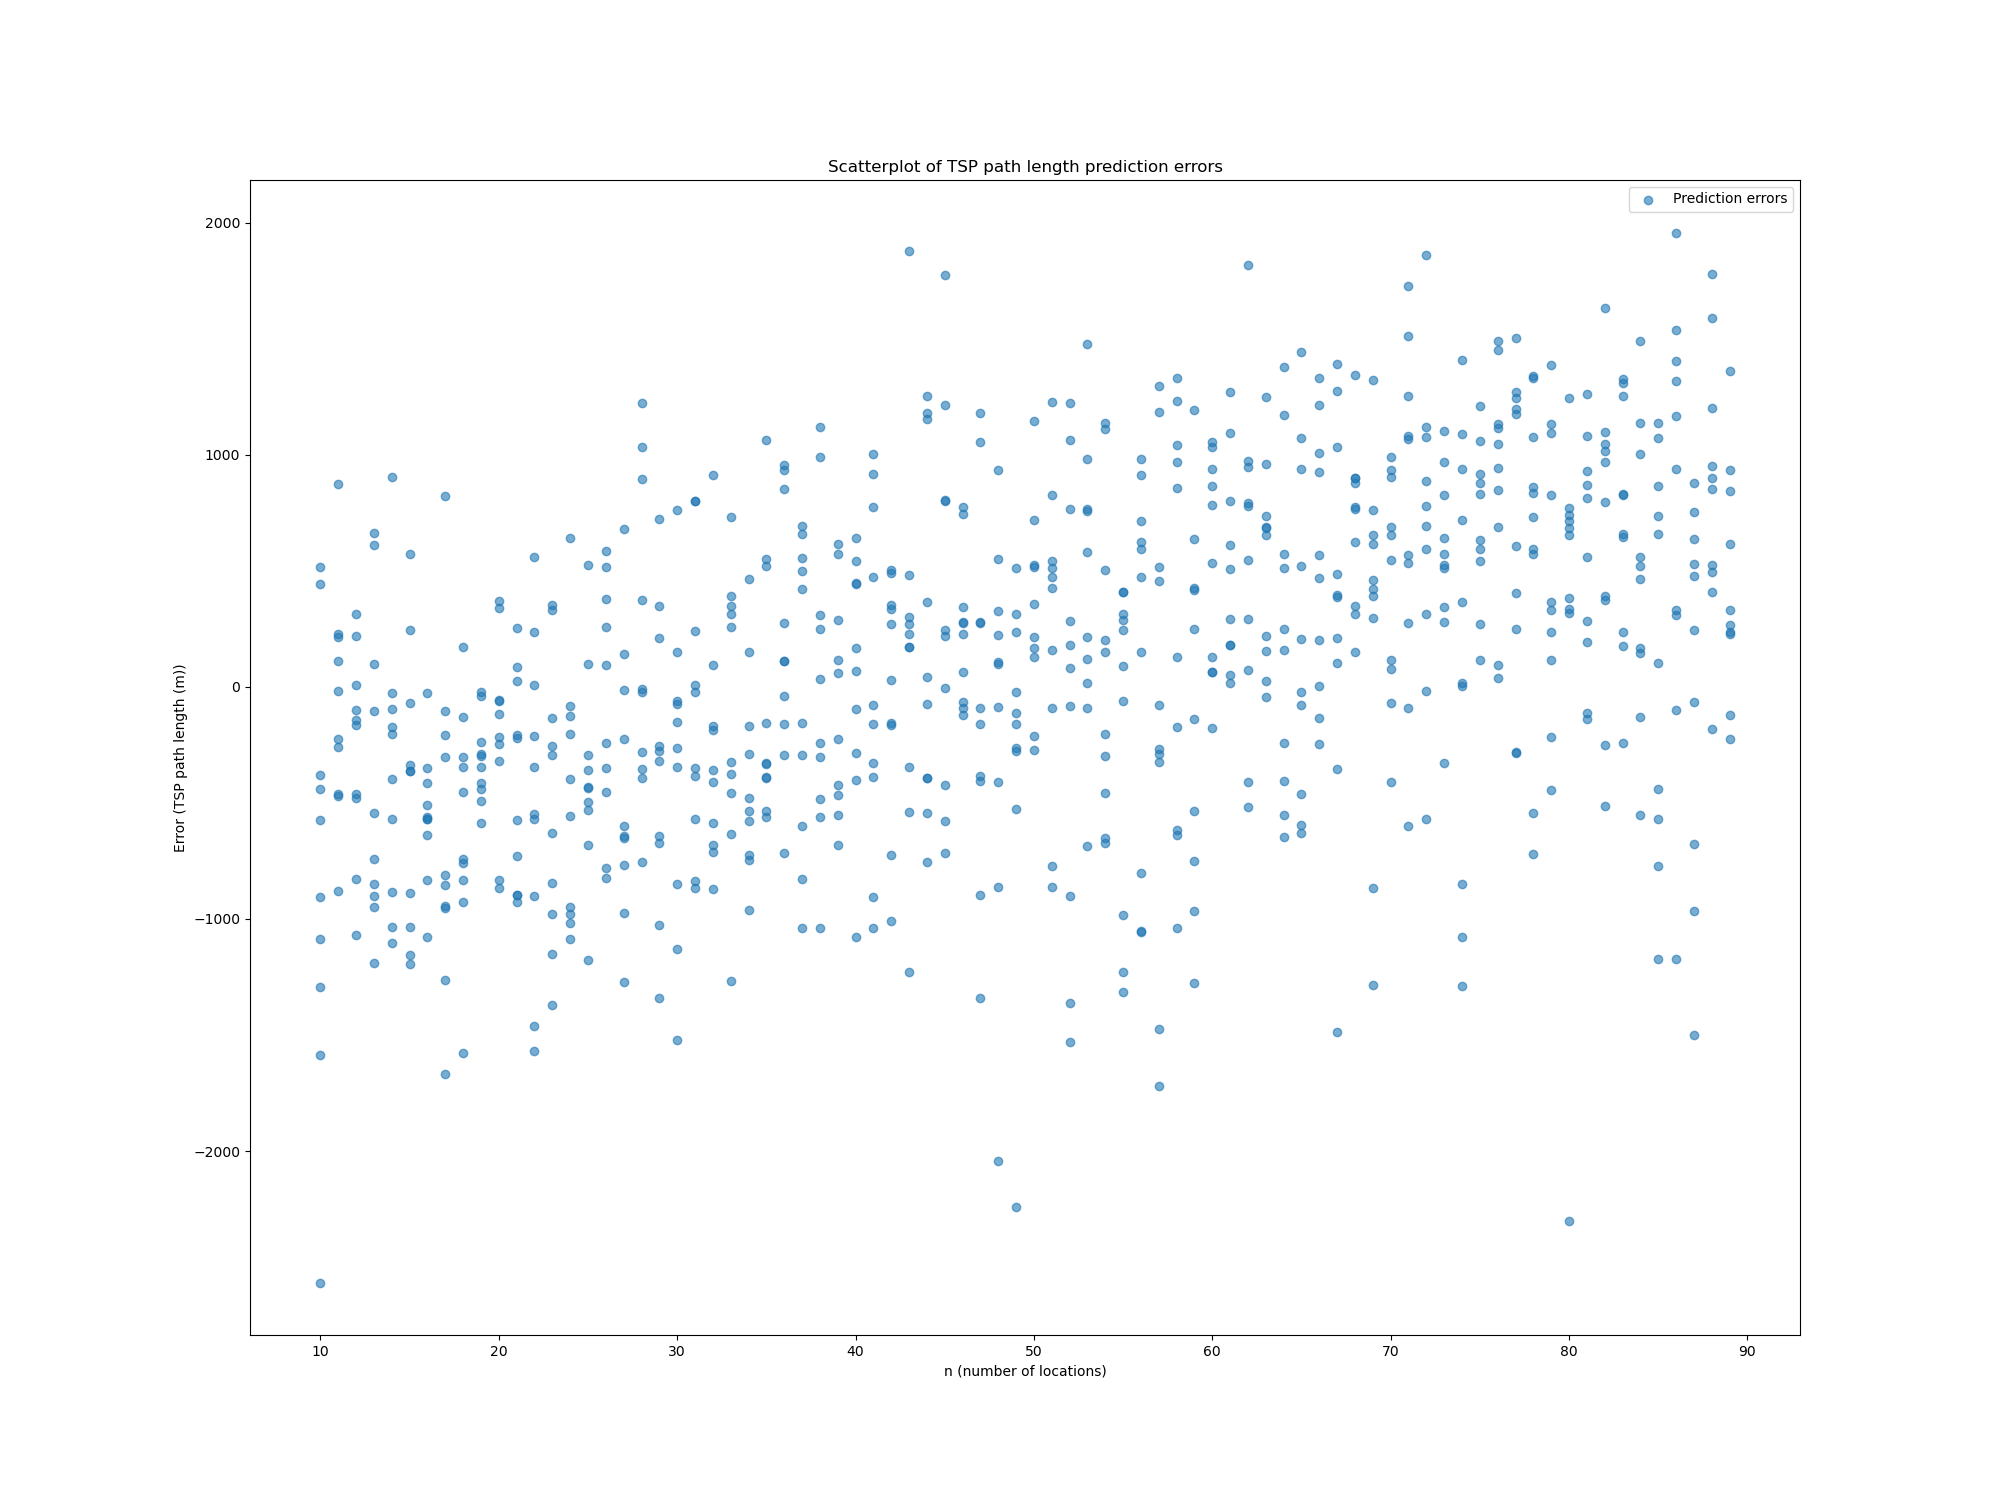 Scatterplot of TSP path length prediction errors
Prediction errors
2000
1000
0
−1000
−2000
Error (TSP path length (m))
10 20 30 40 50 60 70 80 90
n (number of locations)